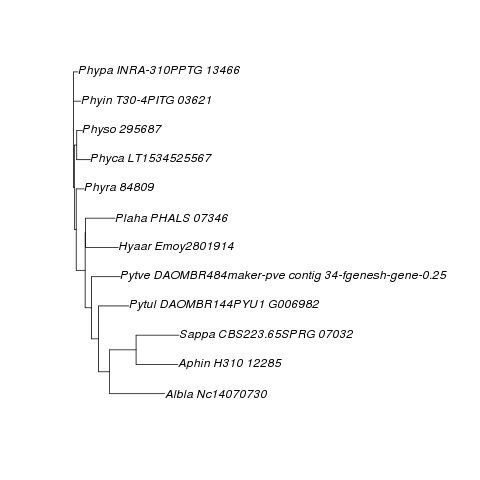 Phypa INRA-310PPTG 13466
Phyin T30-4PITG 03621
Physo 295687
Phyca LT1534525567
Phyra 84809
Plaha PHALS 07346
Hyaar Emoy2801914
Pytve DAOMBR484maker-pve contig 34-fgenesh-gene-0.25
Pytul DAOMBR144PYU1 G006982
Sappa CBS223.65SPRG 07032
Aphin H310 12285
Albla Nc14070730